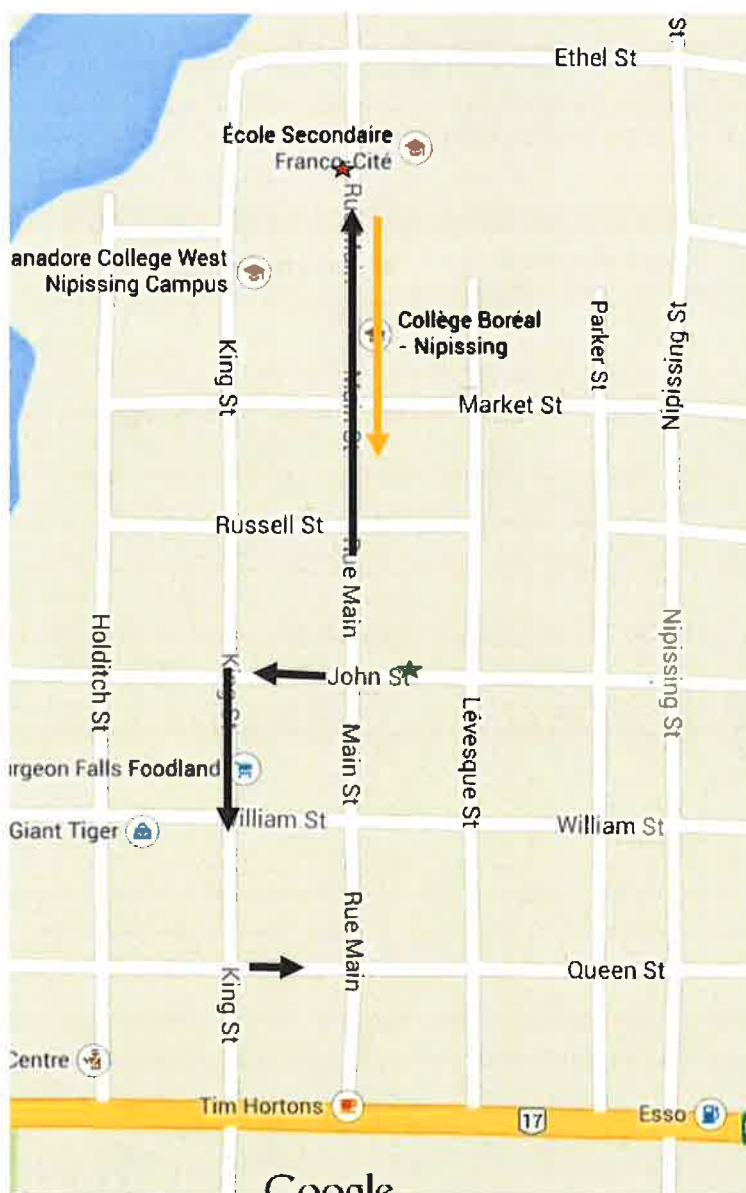 St
Ethel St
École Secondaire
Franco-Cité
Rue Main
anadore College West
Nipissing Campus
Collège Boréal
- Nipissing
King St
Main St
Parker St
Nipissing St
Market St
Russell St
Rue Main
Holditch St
King St
John St
Nipissing St
Main St
Lévesque St
urgeon Falls Foodland
Giant Tiger
William St
William St
Rue Main
King St
Queen St
Centre
Tim Hortons
17
Esso
Google